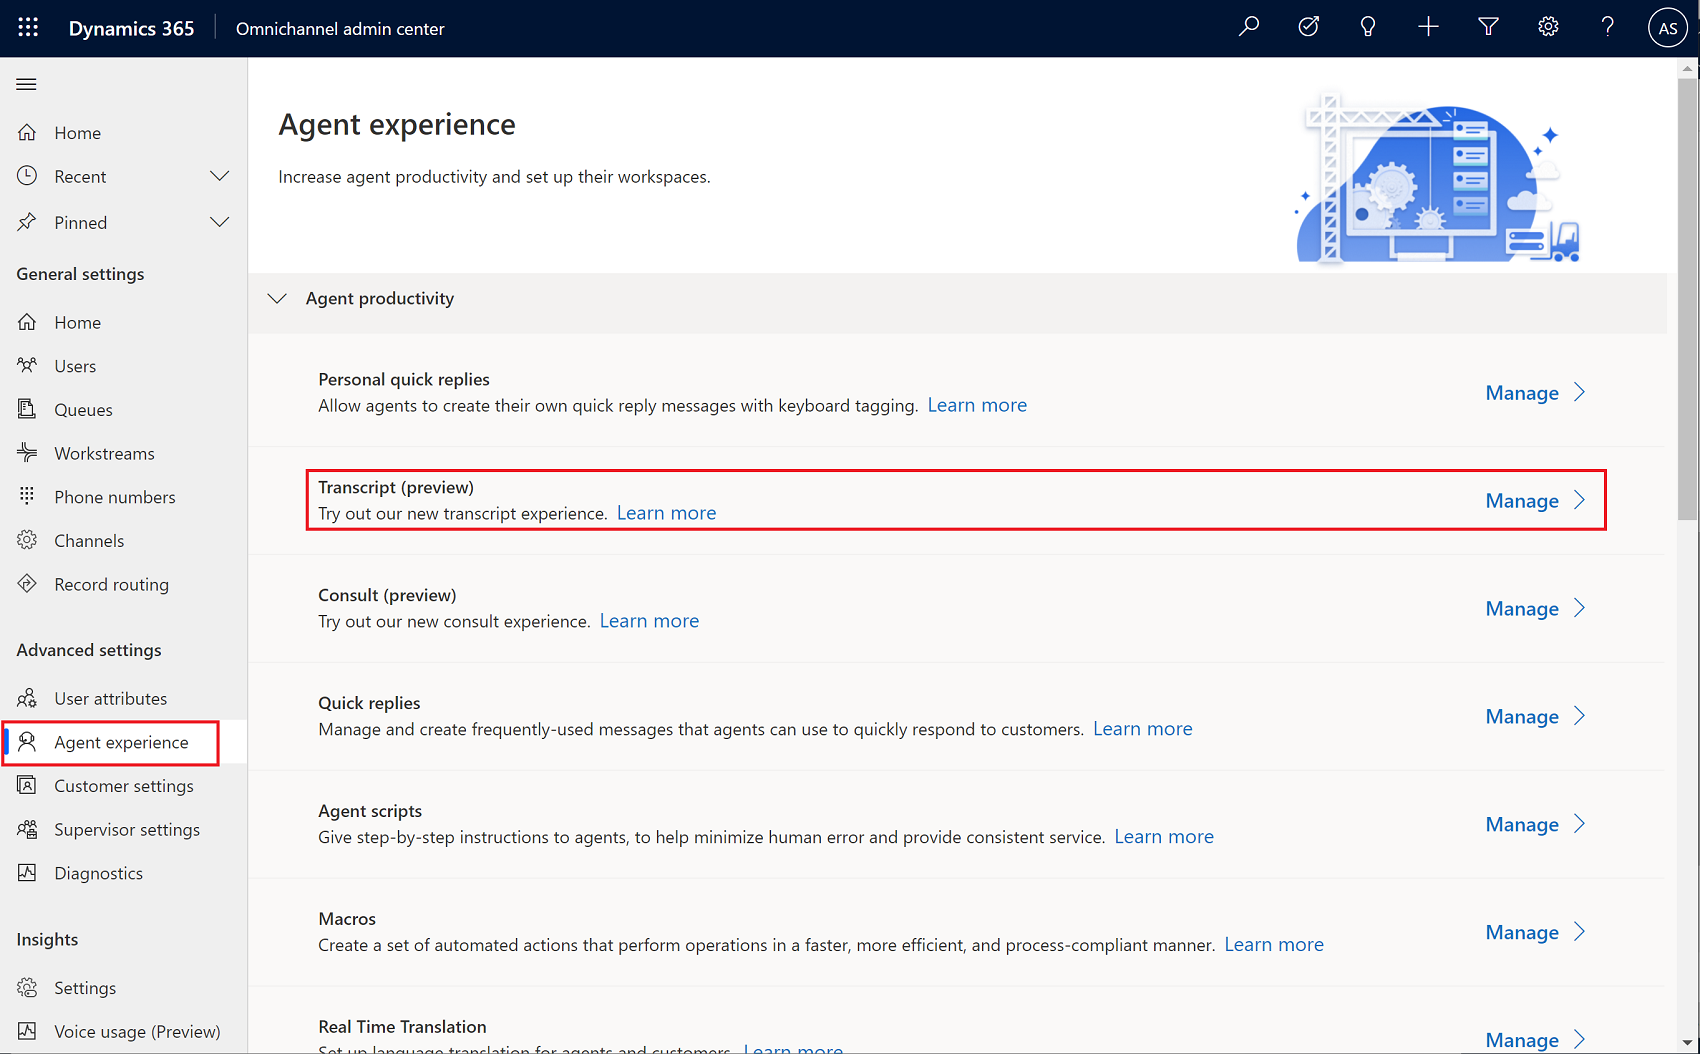 Dynamics 365
Omnichannel admin center
AS
Home
Recent
Pinned
General settings
Home
Users
Queues
Workstreams
Phone numbers
Channels
Record routing
Advanced settings
User attributes
Agent experience
Customer settings
Supervisor settings
Diagnostics
Insights
Settings
Voice usage (Preview)
Agent experience
Increase agent productivity and set up their workspaces.
Agent productivity
Personal quick replies
Allow agents to create their own quick reply messages with keyboard tagging. Learn more
Manage
Transcript (preview)
Try out our new transcript experience. Learn more
Manage
Consult (preview)
Try out our new consult experience. Learn more
Manage
Quick replies
Manage and create frequently-used messages that agents can use to quickly respond to customers. Learn more
Manage
Agent scripts
Give step-by-step instructions to agents, to help minimize human error and provide consistent service. Learn more
Manage
Macros
Create a set of automated actions that perform operations in a faster, more efficient, and process-compliant manner. Learn more
Manage
Real Time Translation
Set up language translation for agents and customers. Learn more
Manage